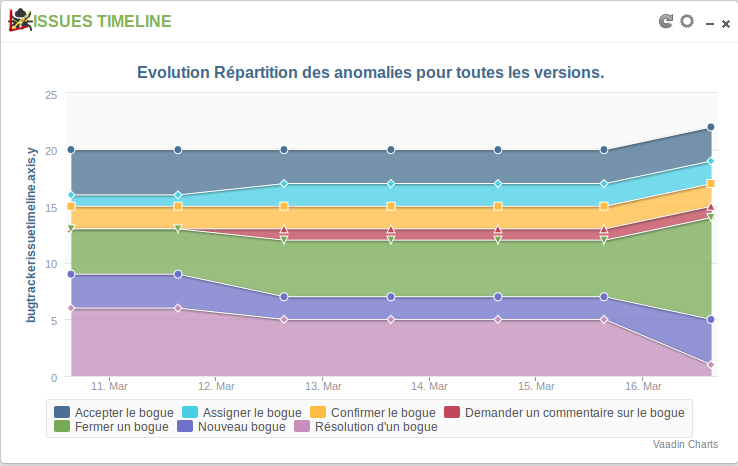 ISSUES TIMELINE
Evolution Répartition des anomalies pour toutes les versions.
bugtrackerissuetimeline.axis.y
25
20
15
10
5
0
11. Mar 12. Mar 13. Mar 14. Mar 15. Mar 16. Mar
Accepter le bogue Assigner le bogue Confirmer le bogue Demander un commentaire sur le bogue
Fermer un bogue Nouveau bogue Résolution d'un bogue
Vaadin Charts